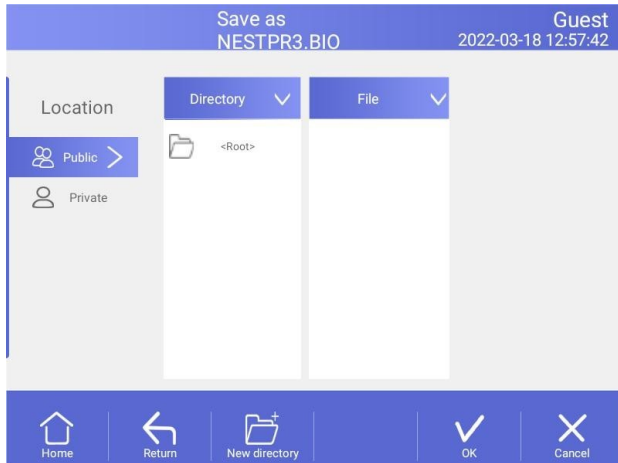 Save as
NESTPR3.BIO
Guest
2022-03-18 12:57:42
Location
Public
Private
Directory
<Root>
File
Home
Return
New directory
OK
Cancel